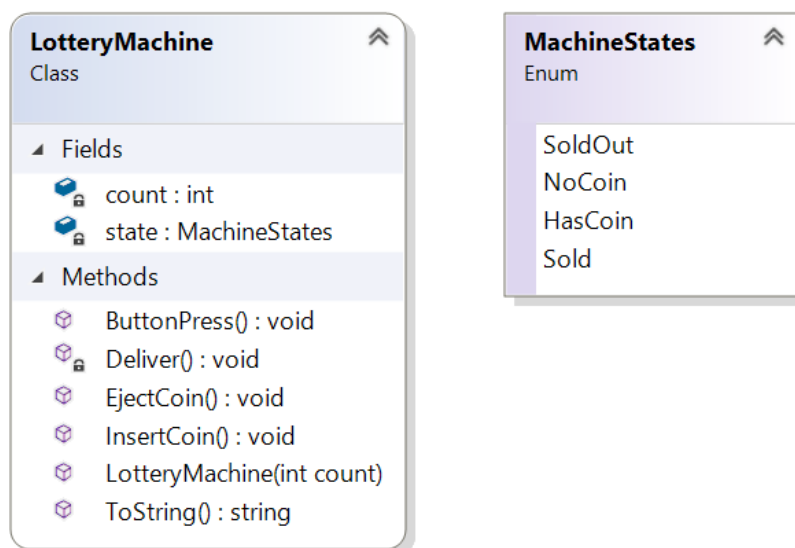 LotteryMachine
Class
Fields
count : int
state : MachineStates
Methods
ButtonPress() : void
Deliver() : void
EjectCoin() : void
InsertCoin() : void
LotteryMachine(int count)
ToString() : string
MachineStates
Enum
SoldOut
NoCoin
HasCoin
Sold